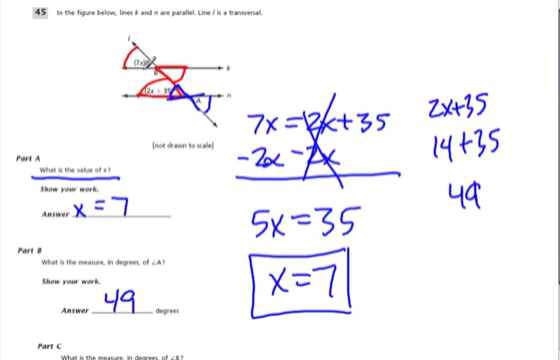 45 In the figure below, lines k and n are parallel. Line l is a transversal.
l
k
n
A
[not drawn to scale]
7x = 2x + 35
-2x -2x
5x = 35
x = 7
2x+35
14+35
49
Part A
What is the value of x?
Show your work.
Answer x = 7
Part B
What is the measure, in degrees, of ∠A?
Show your work.
Answer 49 degrees
Part C
What is the measure, in degrees, of ∠B?